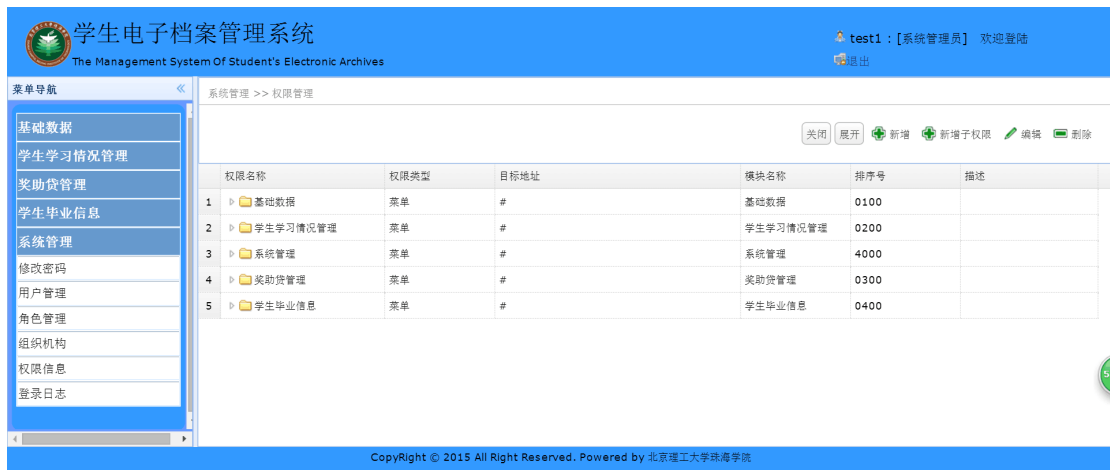 学生电子档案管理系统
The Management System Of Student's Electronic Archives
test1 : [系统管理员] 欢迎登陆
退出
菜单导航
基础数据
学生学习情况管理
奖助贷管理
学生毕业信息
系统管理
修改密码
用户管理
角色管理
组织机构
权限信息
登录日志
系统管理 >> 权限管理
关闭 展开 新增 新增子权限 编辑 删除
权限名称 权限类型 目标地址 模块名称 排序号 描述
1 基础数据 菜单 # 基础数据 0100
2 学生学习情况管理 菜单 # 学生学习情况管理 0200
3 系统管理 菜单 # 系统管理 4000
4 奖助贷管理 菜单 # 奖助贷管理 0300
5 学生毕业信息 菜单 # 学生毕业信息 0400
CopyRight © 2015 All Right Reserved. Powered by 北京理工大学珠海学院